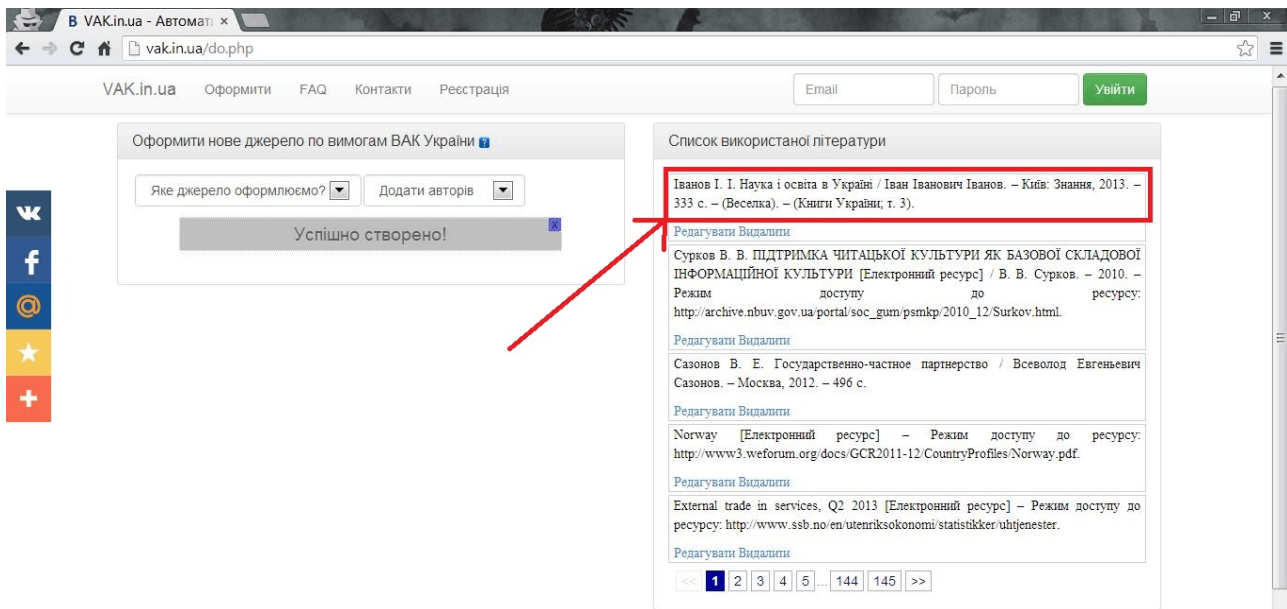 B VAK.in.ua - Автомат
vak.in.ua/do.php
VAK.in.ua Оформити FAQ Контакти Реєстрація Email Пароль Увійти
Оформити нове джерело по вимогам ВАК України ?
Яке джерело оформлюємо? Додати авторів
Успішно створено! x
Список використаної літератури
Іванов І. І. Наука і освіта в Україні / Іван Іванович Іванов. – Київ: Знання, 2013. –
333 с. – (Веселка). – (Книги України; т. 3).
Редагувати Видалити
Сурков В. В. ПІДТРИМКА ЧИТАЦЬКОЇ КУЛЬТУРИ ЯК БАЗОВОЇ СКЛАДОВОЇ
ІНФОРМАЦІЙНОЇ КУЛЬТУРИ [Електронний ресурс] / В. В. Сурков. – 2010. –
Режим доступу до ресурсу:
http://archive.nbuv.gov.ua/portal/soc_gum/psmkp/2010_12/Surkov.html.
Редагувати Видалити
Сазонов В. Е. Государственно-частное партнерство / Всеволод Евгеньевич
Сазонов. – Москва, 2012. – 496 с.
Редагувати Видалити
Norway [Електронний ресурс] – Режим доступу до ресурсу:
http://www3.weforum.org/docs/GCR2011-12/CountryProfiles/Norway.pdf.
Редагувати Видалити
External trade in services, Q2 2013 [Електронний ресурс] – Режим доступу до
ресурсу: http://www.ssb.no/en/utenriksokonomi/statistikker/uhtjenester.
Редагувати Видалити
<< 1 2 3 4 5 ... 144 145 >>